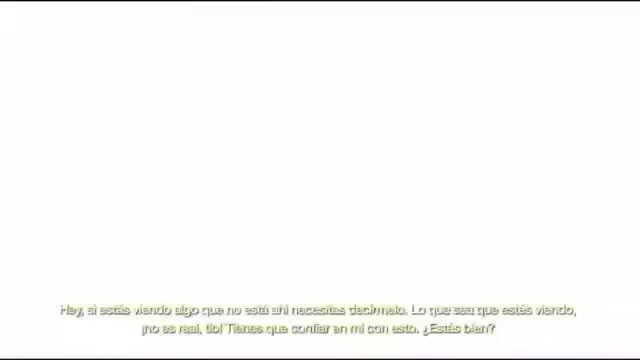 Hey, si estás viendo algo que no está ahí necesitas decírmelo. Lo que sea que estés viendo,
¡no es real, tío! Tienes que confiar en mí con esto. ¿Estás bien?